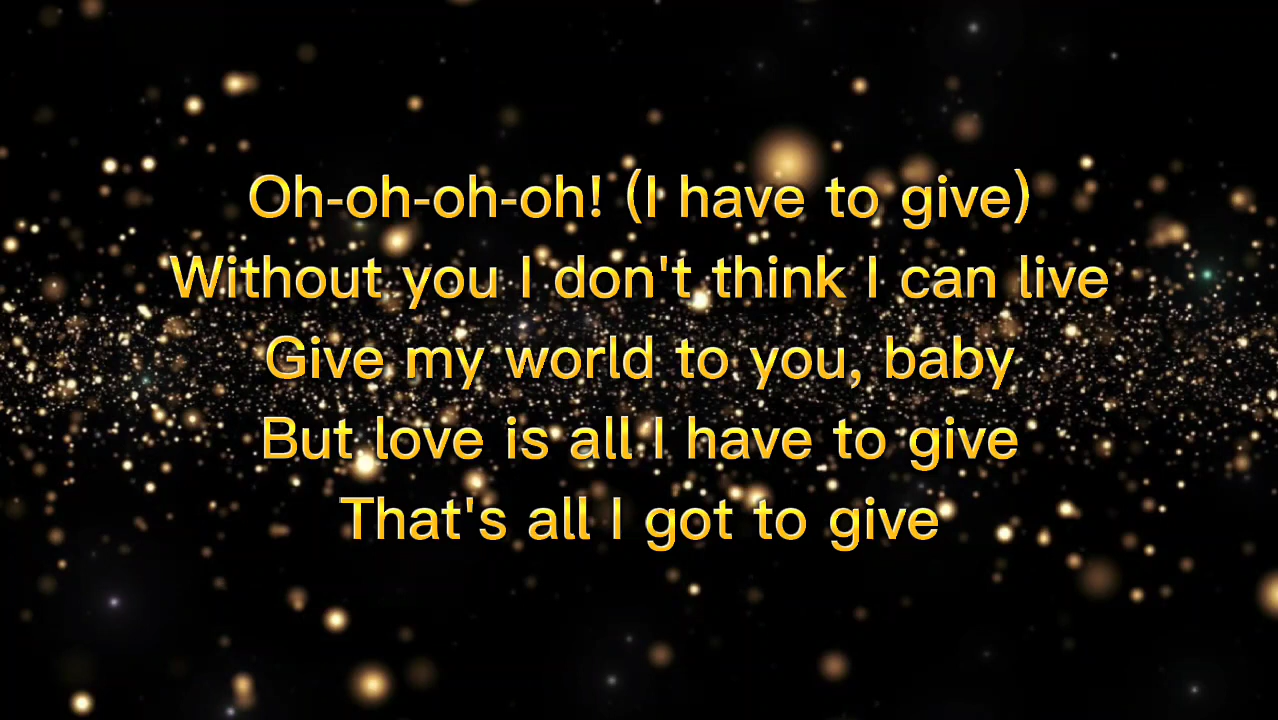 Oh-oh-oh-oh! (I have to give)
Without you I don't think I can live
Give my world to you, baby
But love is all I have to give
That's all I got to give